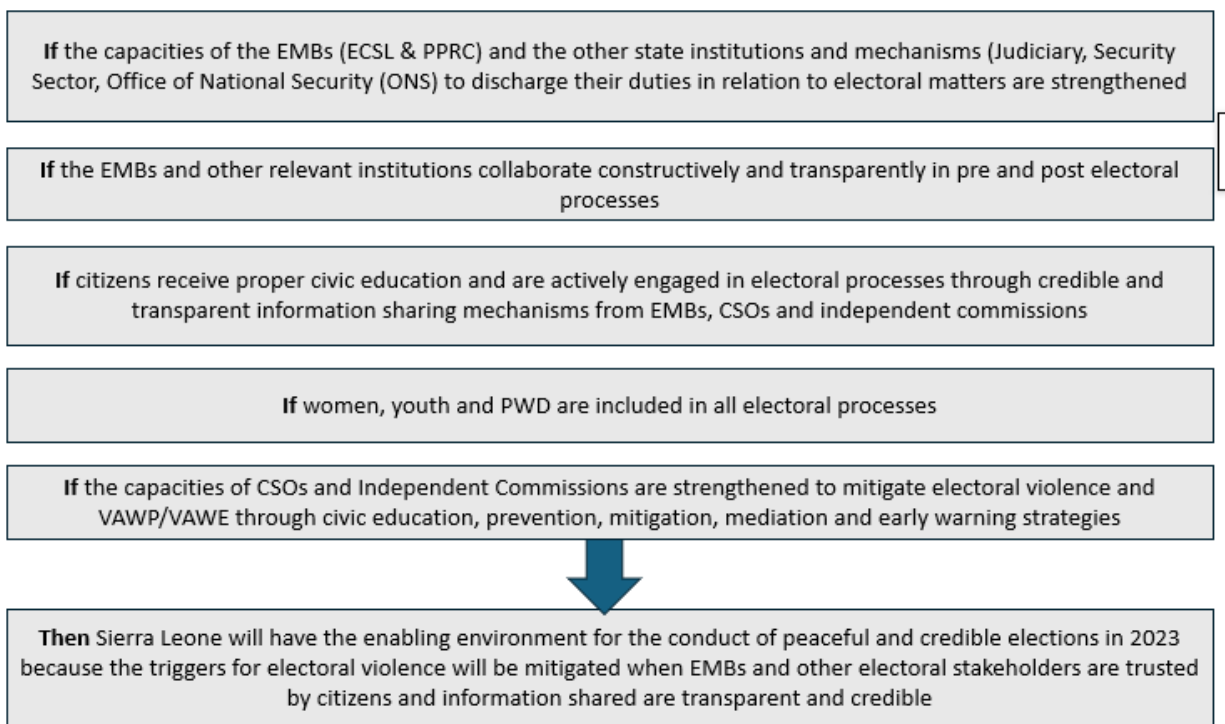 If the capacities of the EMBs (ECSL & PPRC) and the other state institutions and mechanisms (Judiciary, Security
Sector, Office of National Security (ONS) to discharge their duties in relation to electoral matters are strengthened
If the EMBs and other relevant institutions collaborate constructively and transparently in pre and post electoral
processes
If citizens receive proper civic education and are actively engaged in electoral processes through credible and
transparent information sharing mechanisms from EMBs, CSOs and independent commissions
If women, youth and PWD are included in all electoral processes
If the capacities of CSOs and Independent Commissions are strengthened to mitigate electoral violence and
VAWP/VAWE through civic education, prevention, mitigation, mediation and early warning strategies
Then Sierra Leone will have the enabling environment for the conduct of peaceful and credible elections in 2023
because the triggers for electoral violence will be mitigated when EMBs and other electoral stakeholders are trusted
by citizens and information shared are transparent and credible